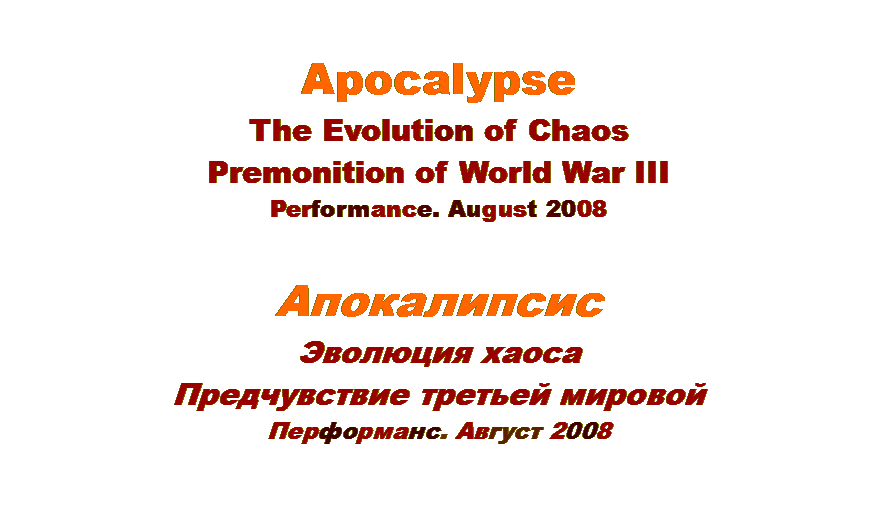 Apocalypse
The Evolution of Chaos
Premonition of World War III
Performance. August 2008
Апокалипсис
Эволюция хаоса
Предчувствие третьей мировой
Перформанс. Август 2008